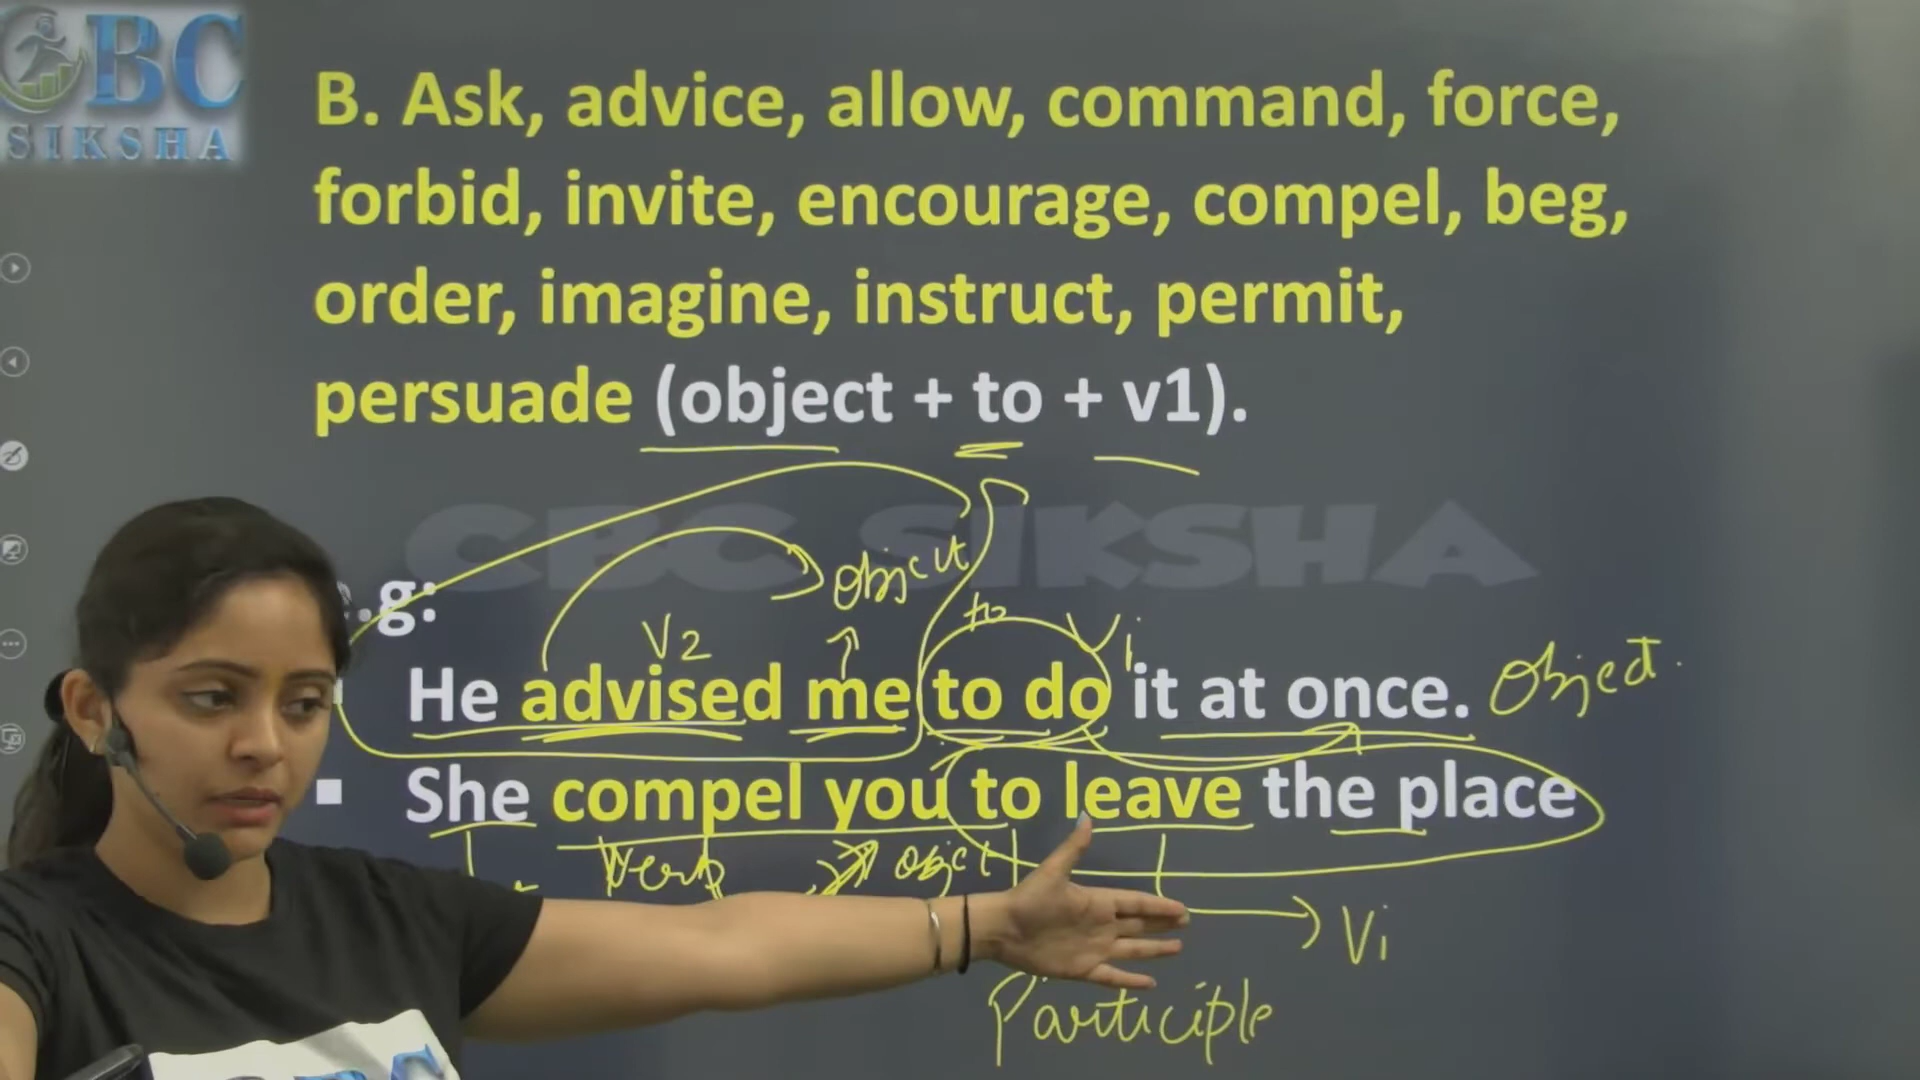 BC
SIKSHA
B. Ask, advice, allow, command, force,
forbid, invite, encourage, compel, beg,
order, imagine, instruct, permit,
persuade (object + to + v1).
CBC SIKSHA
.g:
object
to
V2
V1
He advised me to do it at once. Object.
▪ She compel you to leave the place
Verb
object
V1
Participle